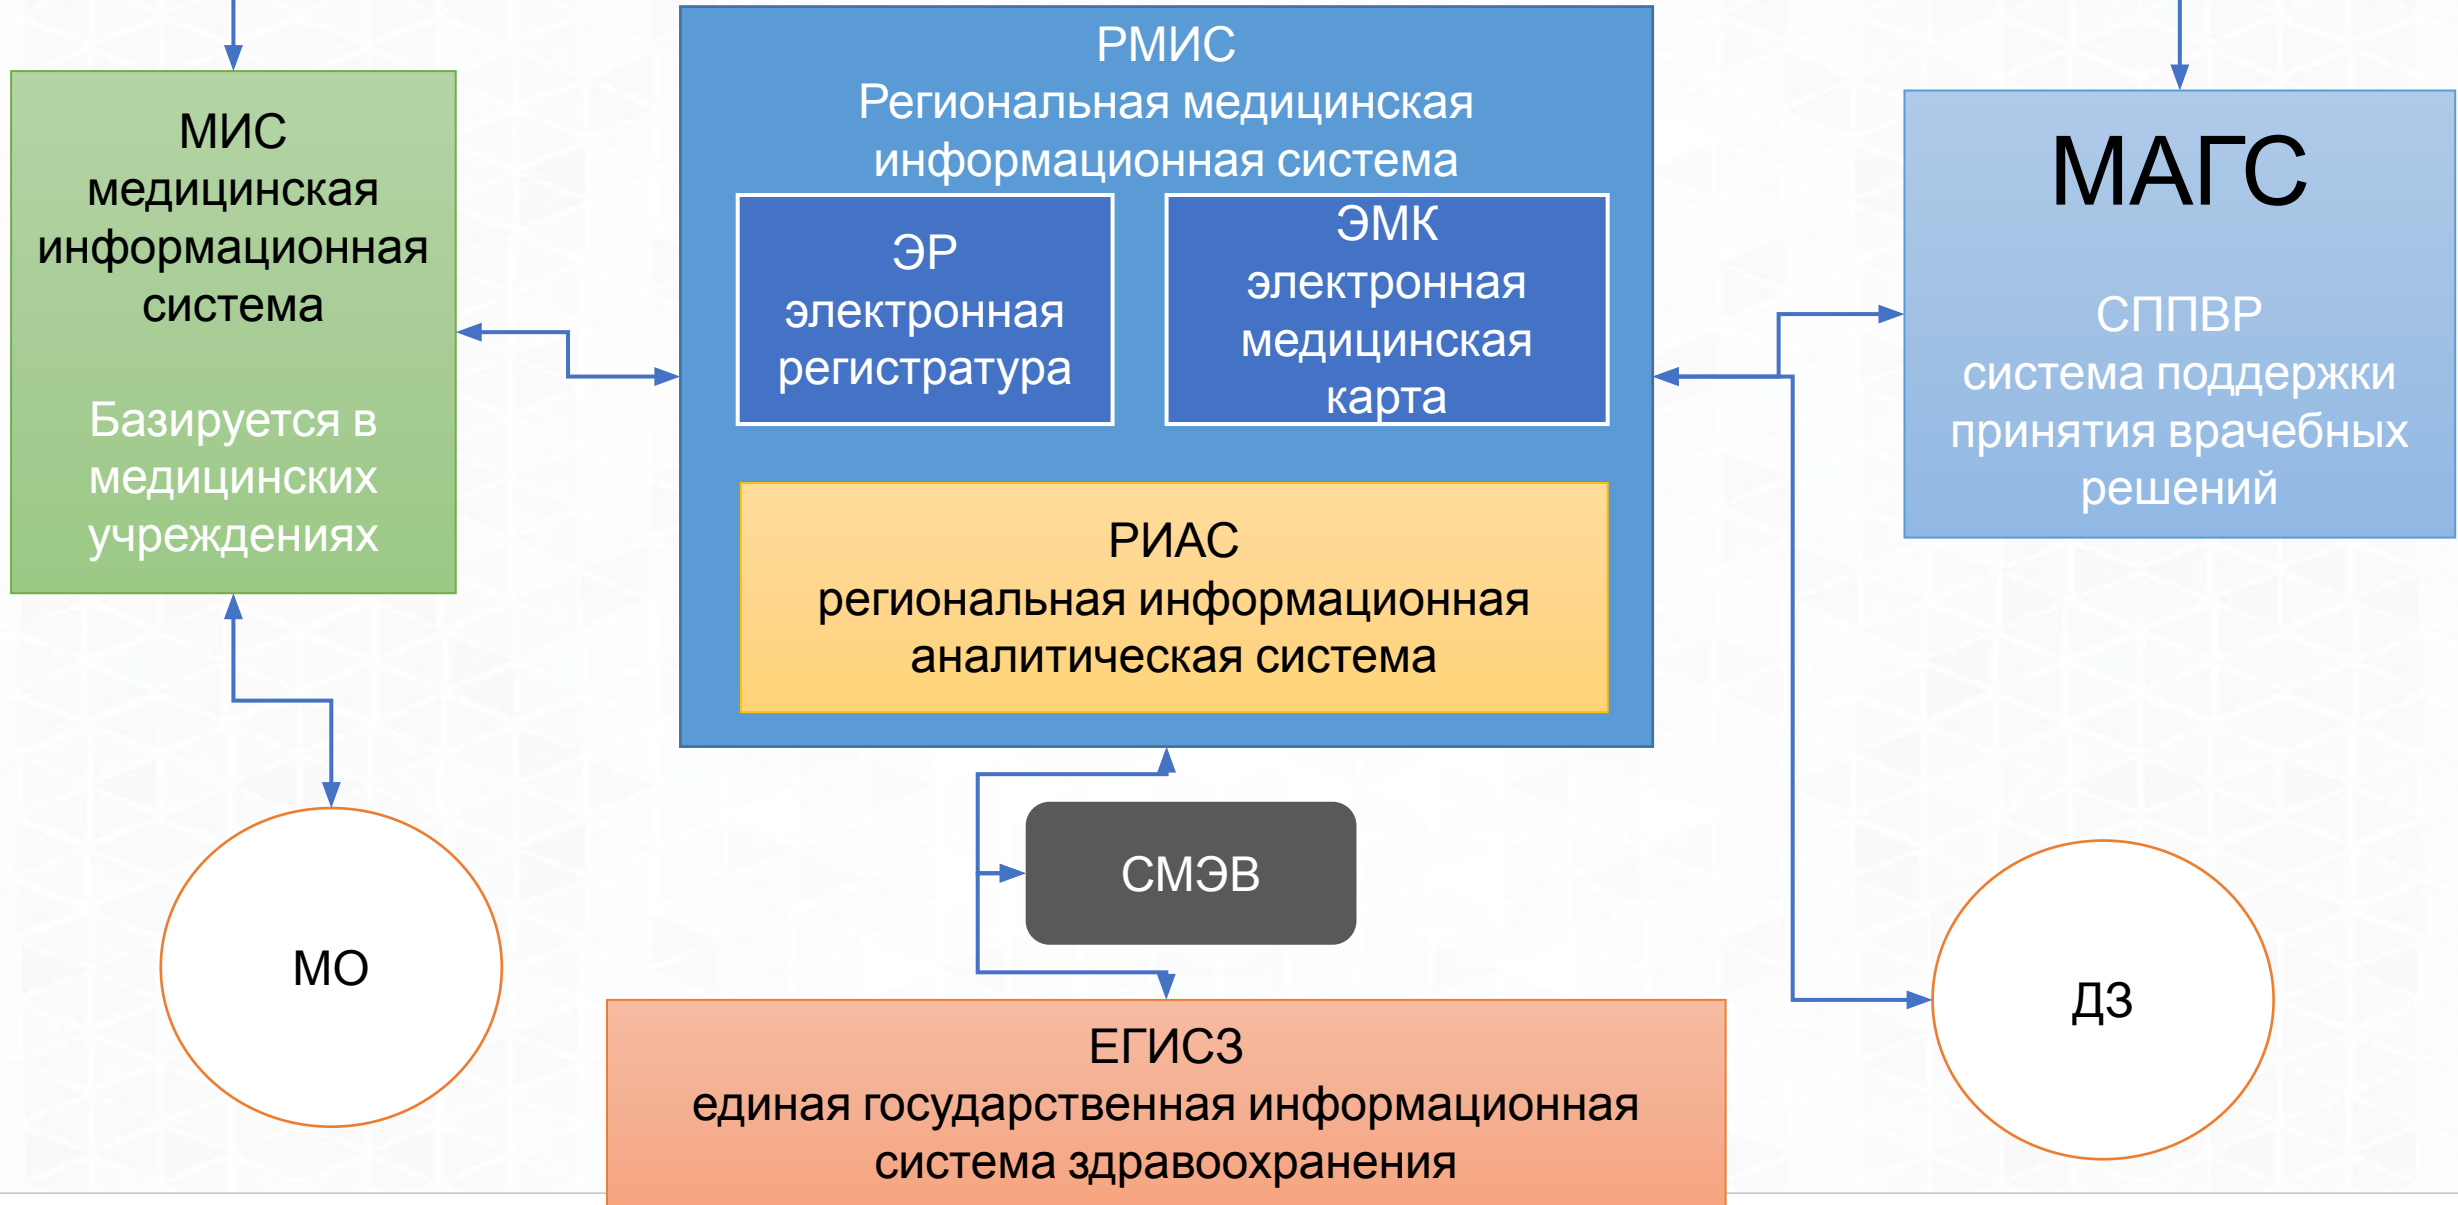 МИС
медицинская
информационная
система
Базируется в
медицинских
учреждениях
РМИС
Региональная медицинская
информационная система
ЭР
электронная
регистратура
ЭМК
электронная
медицинская
карта
РИАС
региональная информационная
аналитическая система
МАГС
СППВР
система поддержки
принятия врачебных
решений
МО
СМЭВ
ДЗ
ЕГИСЗ
единая государственная информационная
система здравоохранения